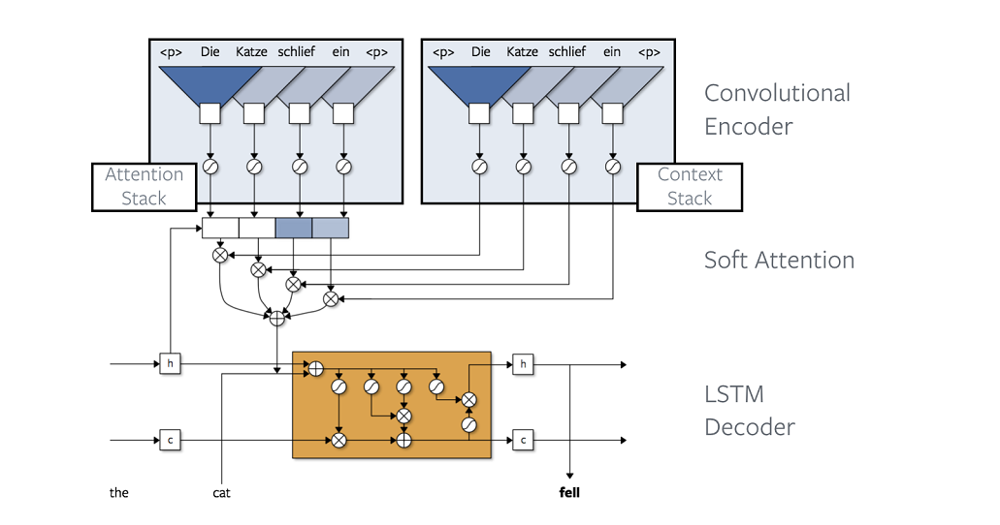 <p> Die Katze schlief ein <p>
<p> Die Katze schlief ein <p>
Convolutional
Encoder
Attention
Stack
Context
Stack
Soft Attention
h
h
LSTM
Decoder
c
c
the
cat
fell